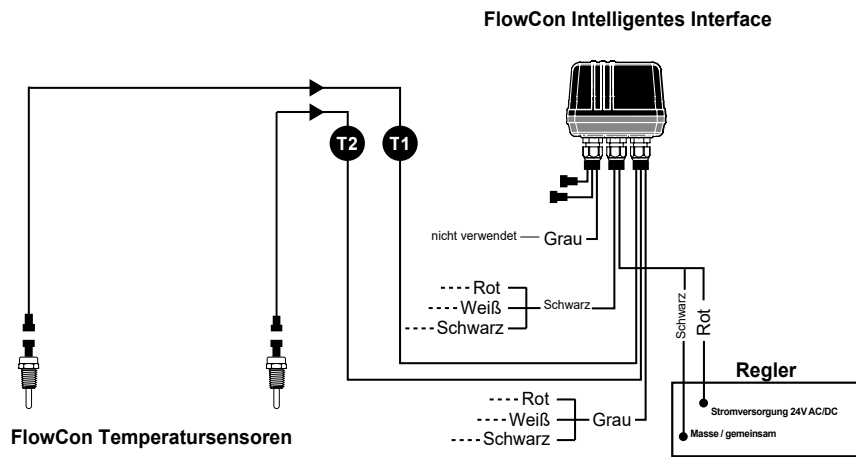 FlowCon Intelligentes Interface
T2
T1
nicht verwendet
Grau
Rot
Weiß
Schwarz
Schwarz
Schwarz
Rot
Regler
Stromversorgung 24V AC/DC
Masse / gemeinsam
Rot
Weiß
Schwarz
Grau
FlowCon Temperatursensoren